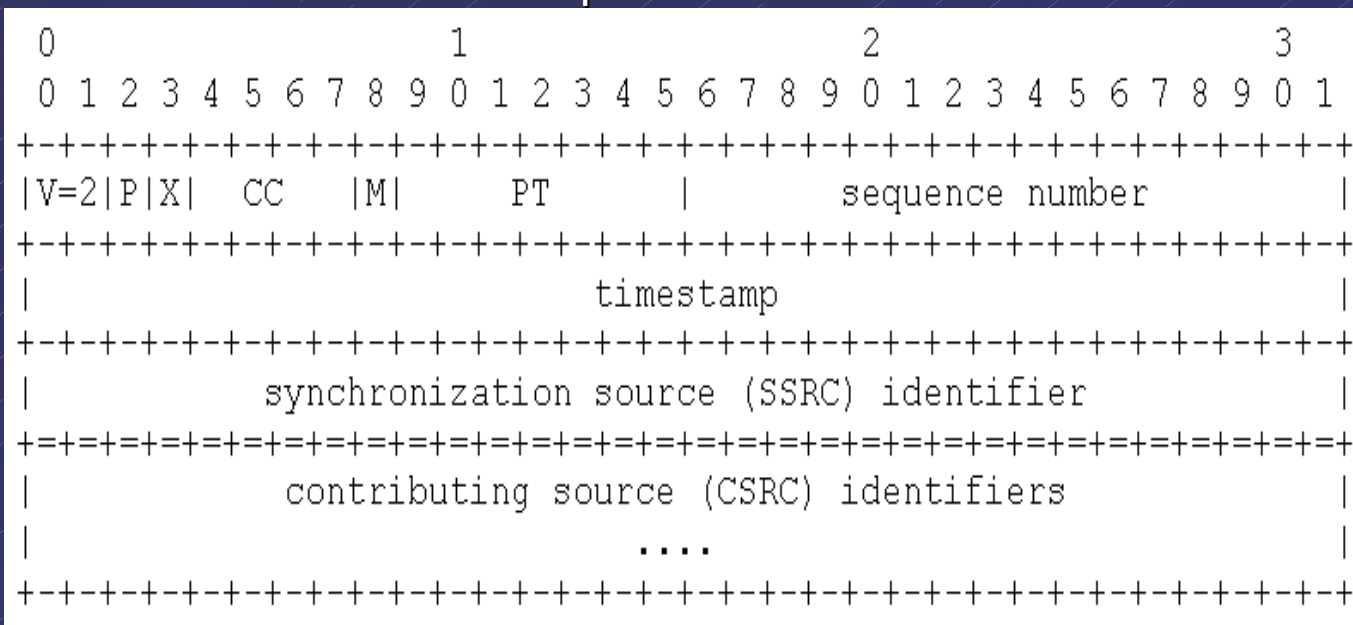 0                   1                   2                   3
0 1 2 3 4 5 6 7 8 9 0 1 2 3 4 5 6 7 8 9 0 1 2 3 4 5 6 7 8 9 0 1
+-+-+-+-+-+-+-+-+-+-+-+-+-+-+-+-+-+-+-+-+-+-+-+-+-+-+-+-+-+-+-+-+
|V=2|P|X|  CC   |M|     PT      |       sequence number         |
+-+-+-+-+-+-+-+-+-+-+-+-+-+-+-+-+-+-+-+-+-+-+-+-+-+-+-+-+-+-+-+-+
|                           timestamp                           |
+-+-+-+-+-+-+-+-+-+-+-+-+-+-+-+-+-+-+-+-+-+-+-+-+-+-+-+-+-+-+-+-+
|           synchronization source (SSRC) identifier            |
+=+=+=+=+=+=+=+=+=+=+=+=+=+=+=+=+=+=+=+=+=+=+=+=+=+=+=+=+=+=+=+=+
|            contributing source (CSRC) identifiers             |
|                             ....                              |
+-+-+-+-+-+-+-+-+-+-+-+-+-+-+-+-+-+-+-+-+-+-+-+-+-+-+-+-+-+-+-+-+